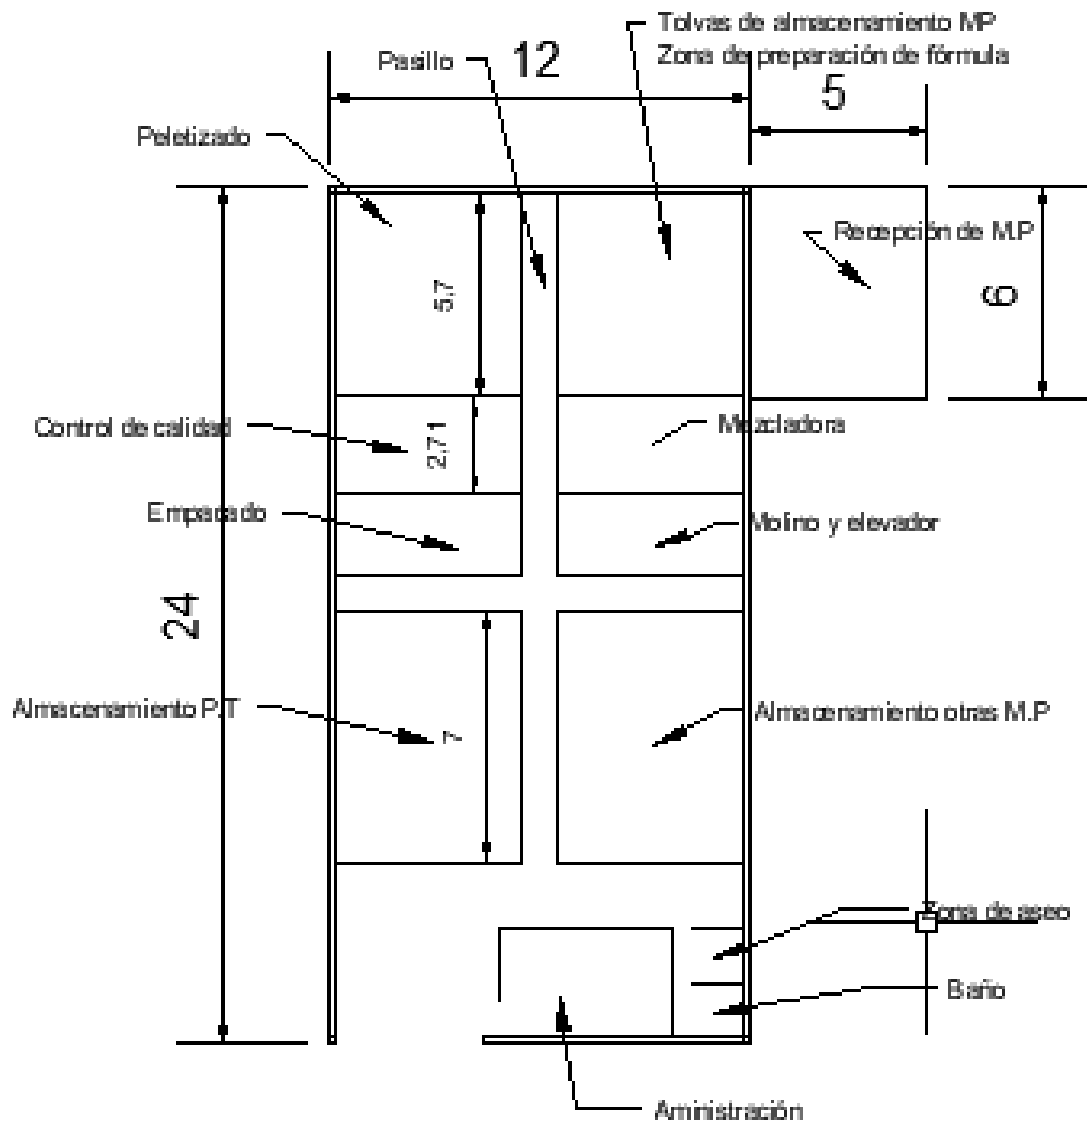 Tolvas de almacenamiento MP
Zona de preparación de fórmula
Pasillo
12
5
Peletizado
Recepción de M.P
5,7
6
Control de calidad
2,71
Mezcladora
Empacado
Molino y elevador
24
Almacenamiento P.T
7
Almacenamiento otras M.P
Zona de aseo
Baño
Aministración